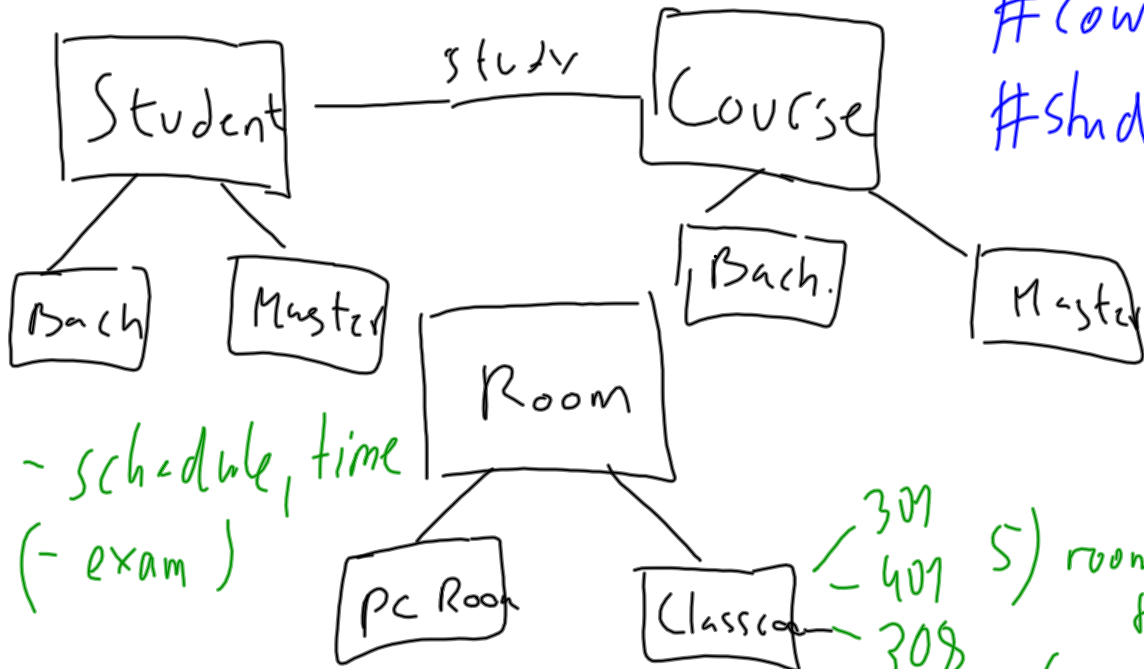 study
Student
Course
# cow
# stud
Bach
Master
Bach.
Master
Room
- schedule, time
(- exam)
PC Room
Classroom
301
- 401
308
5) room